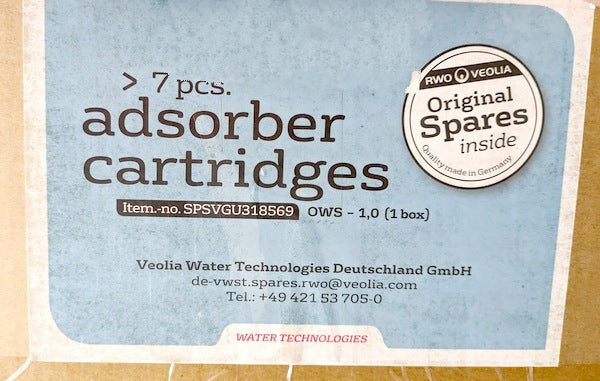 > 7 pcs.
adsorber
cartridges
Item.-no. SPSVGU318569 OWS - 1,0 (1 box)
RWO VEOLIA
Original
Spares
inside
Quality made in Germany
Veolia Water Technologies Deutschland GmbH
de-vwst.spares.rwo@veolia.com
Tel.: +49 421 53 705-0
WATER TECHNOLOGIES